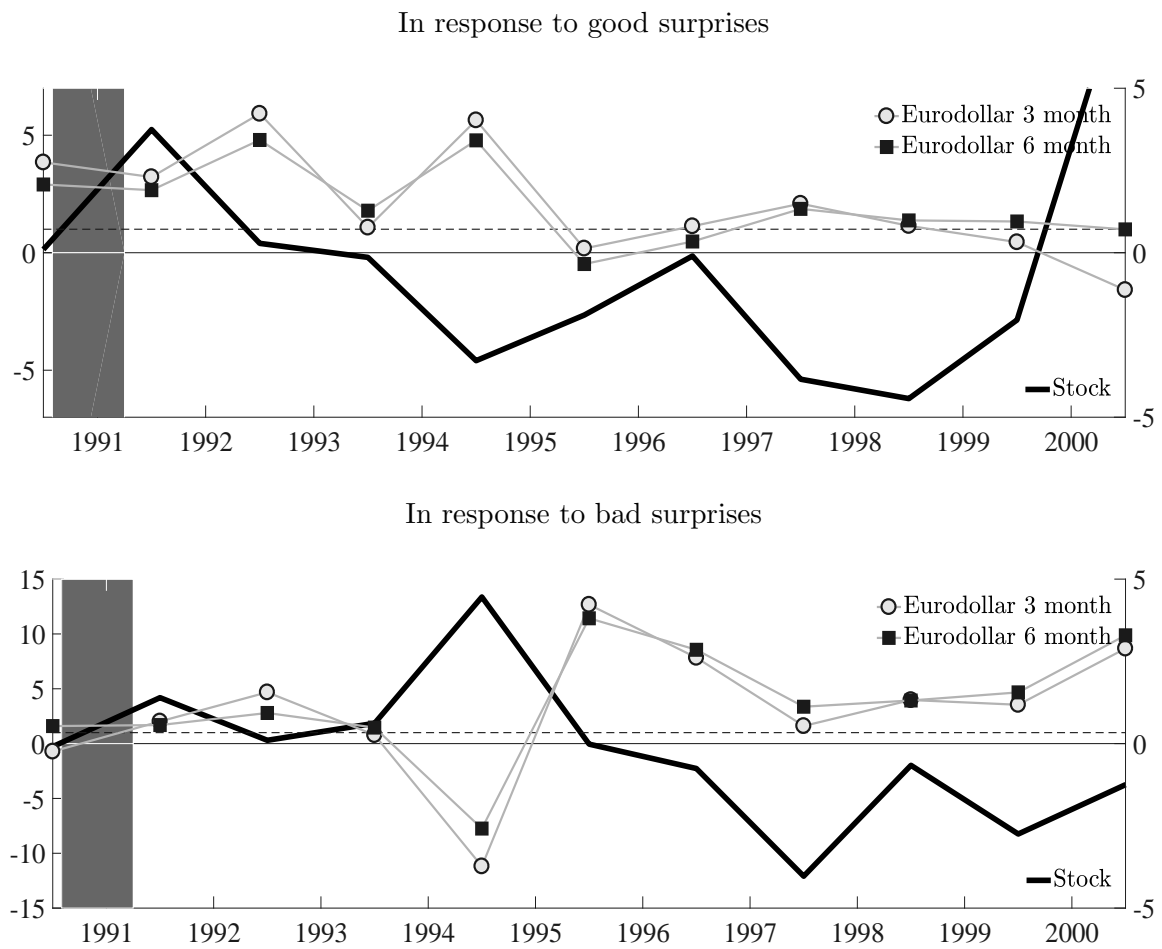 In response to good surprises
5
0
-5
5
0
-5
Eurodollar 3 month
Eurodollar 6 month
Stock
1991 1992 1993 1994 1995 1996 1997 1998 1999 2000
In response to bad surprises
15
10
5
0
-5
-10
-15
5
0
-5
Eurodollar 3 month
Eurodollar 6 month
Stock
1991 1992 1993 1994 1995 1996 1997 1998 1999 2000